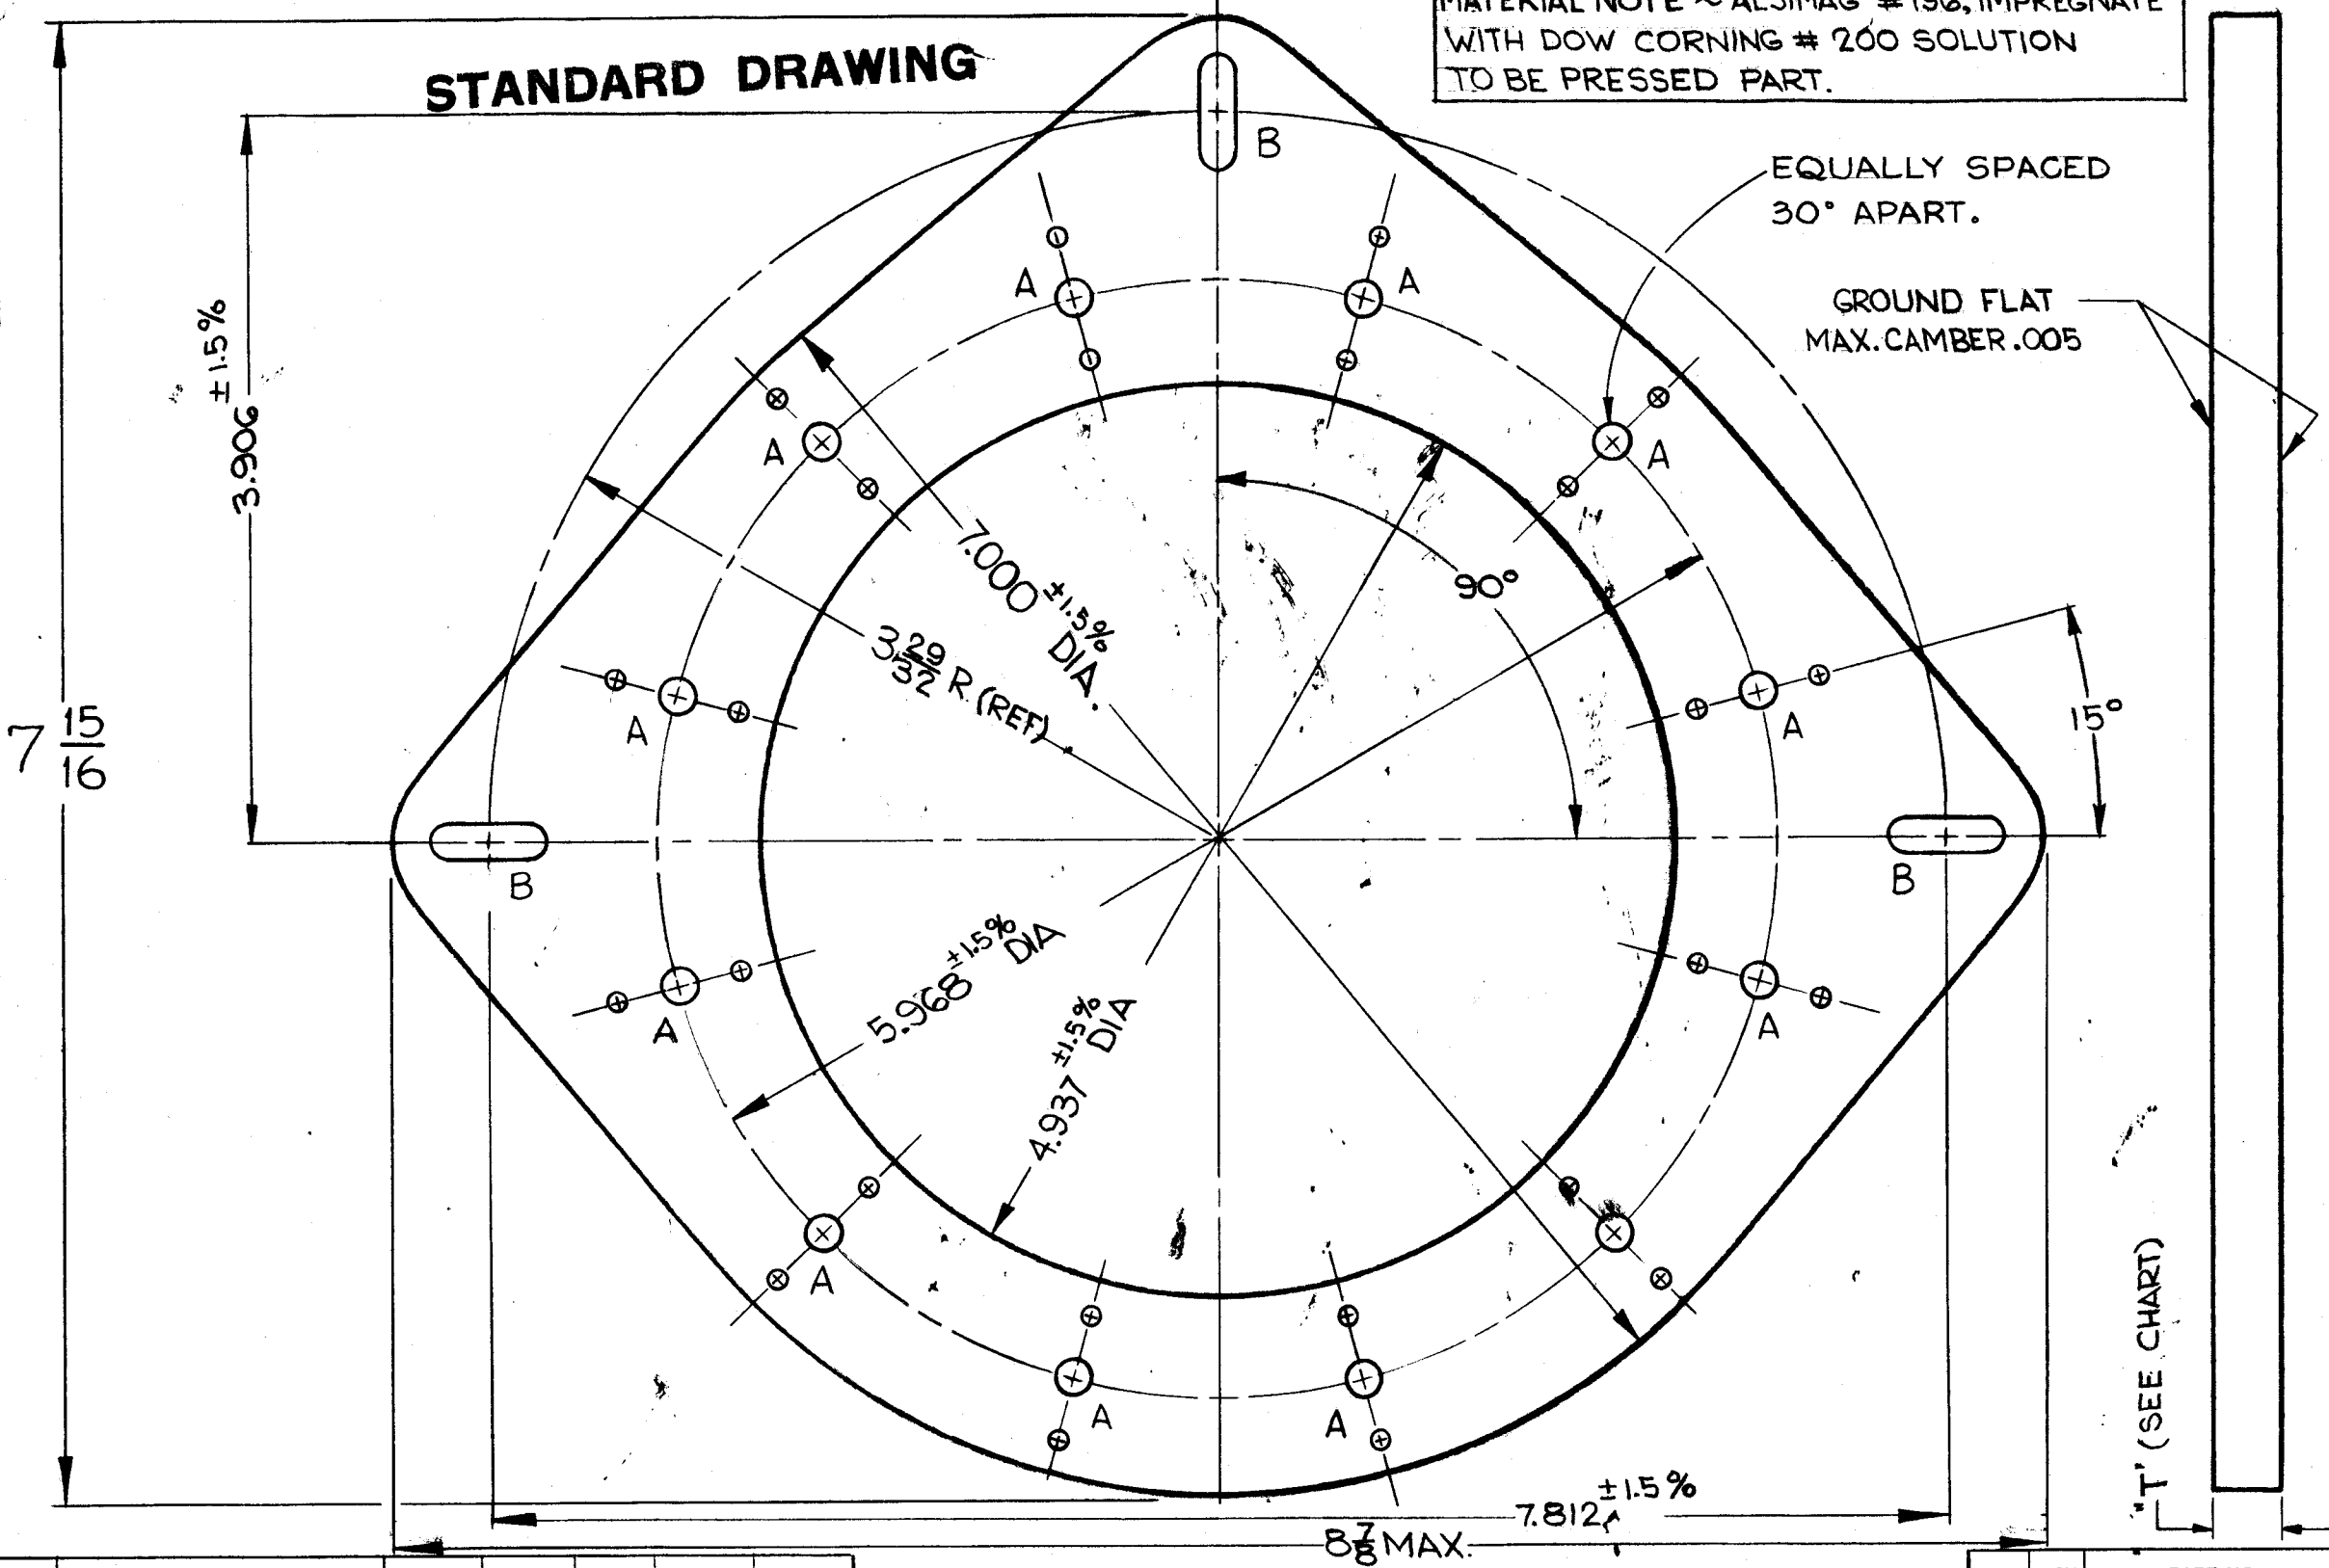 STANDARD DRAWING
MATERIAL NOTE ~ ALSIMAG # 196, IMPREGNATE
WITH DOW CORNING # 200 SOLUTION
TO BE PRESSED PART.
EQUALLY SPACED
30° APART.
GROUND FLAT
MAX. CAMBER .005
B
A
A
A
A
3.906 ±1.5%
7.000 ±1.5% DIA.
3 29/32 R. (REF)
90°
15°
7 15/16
A
A
B
B
5.968 ±1.5% DIA
4.937 ±1.5% DIA
A
A
A
A
A
"T" (SEE CHART)
7.812 ±1.5%
8 7/8 MAX.